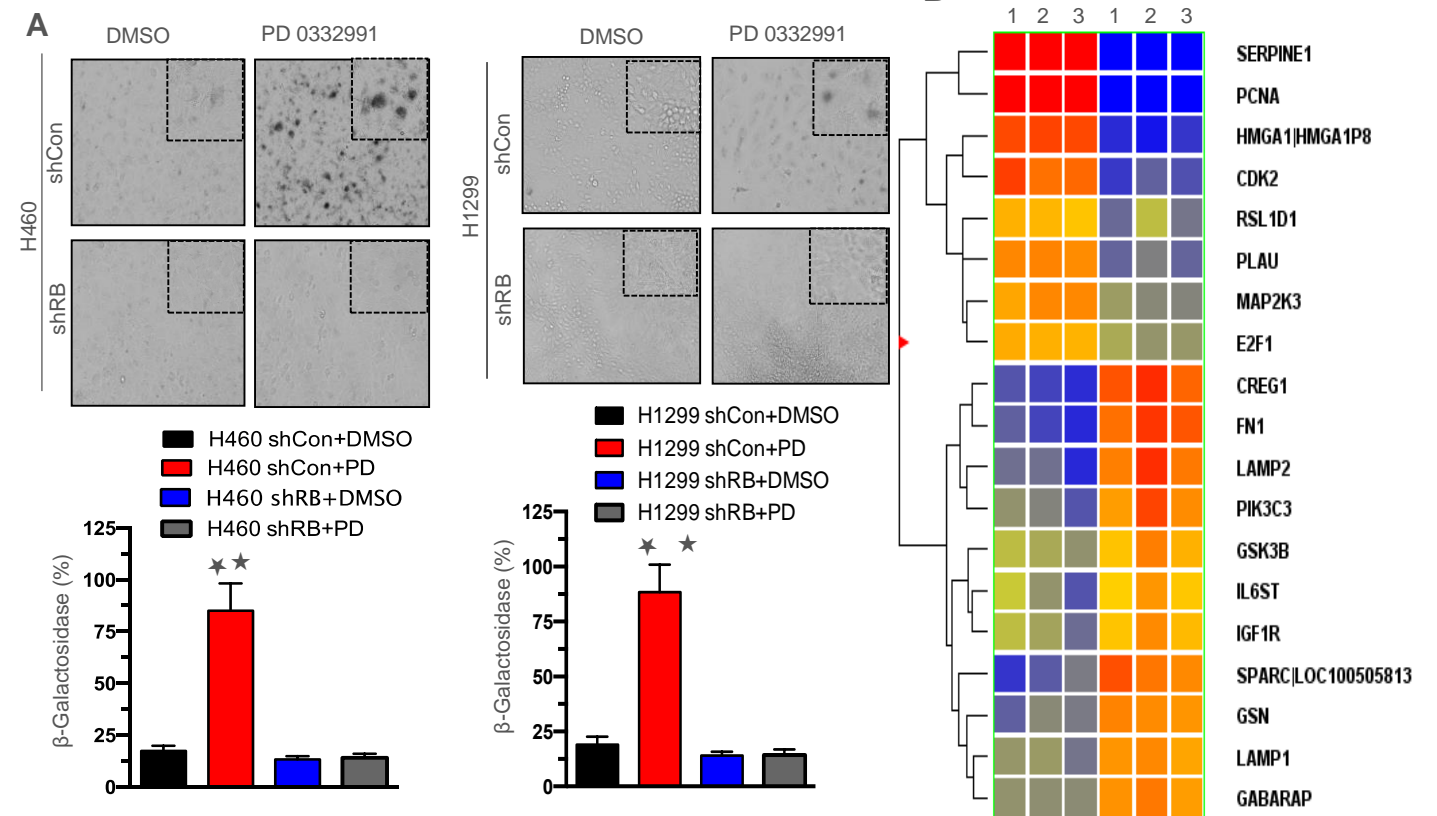 A
DMSO
PD 0332991
H460
shCon
shRB
H460 shCon+DMSO
H460 shCon+PD
H460 shRB+DMSO
H460 shRB+PD
β-Galactosidase (%)
125
100
75
50
25
0
DMSO
PD 0332991
H1299
shCon
shRB
H1299 shCon+DMSO
H1299 shCon+PD
H1299 shRB+DMSO
H1299 shRB+PD
β-Galactosidase (%)
125
100
75
50
25
0
1 2 3 1 2 3
SERPINE1
PCNA
HMGA1|HMGA1P8
CDK2
RSL1D1
PLAU
MAP2K3
E2F1
CREG1
FN1
LAMP2
PIK3C3
GSK3B
IL6ST
IGF1R
SPARC|LOC100505813
GSN
LAMP1
GABARAP